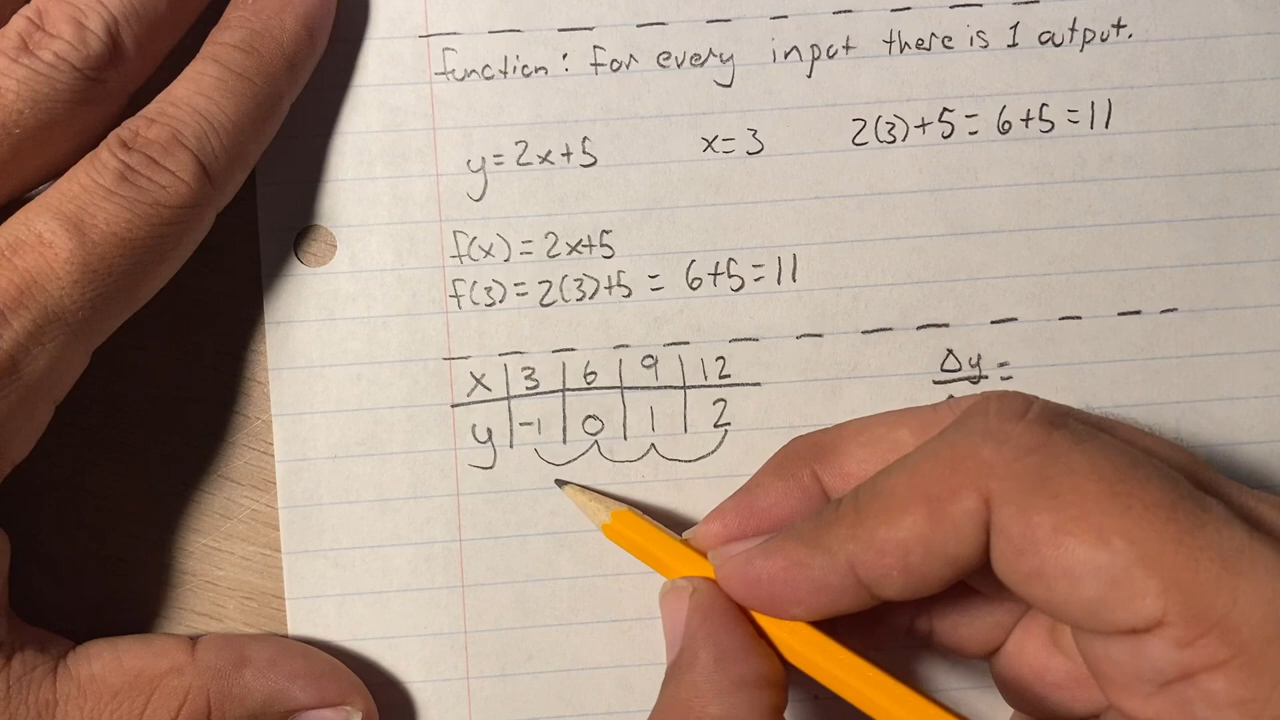 function: for every input there is 1 output.
y=2x+5 x=3 2(3)+5= 6+5=11
f(x)=2x+5
f(3)=2(3)+5 = 6+5=11
x 3 6 9 12
y -1 0 1 2
Δy =